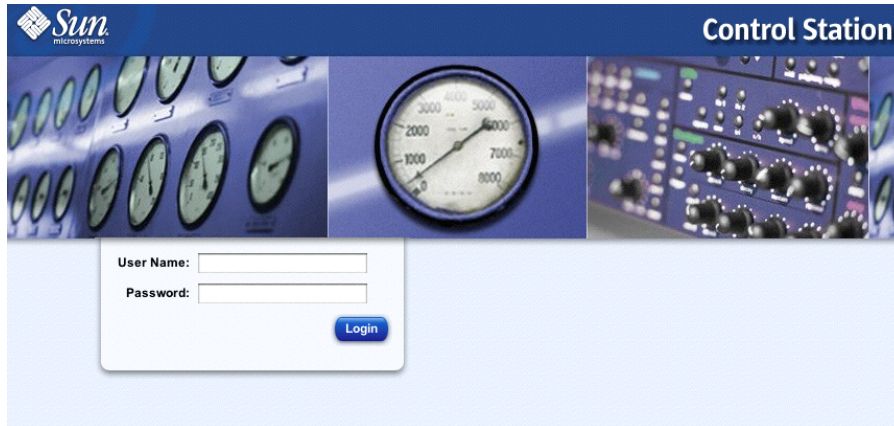 Sun
microsystems
Control Station
4000
3000 5000
2000 6000
1000 7000
0 8000
User Name:
Password:
Login